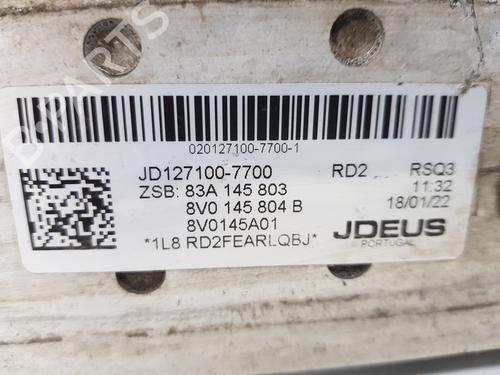 020127100-7700-1
JD127100-7700 RD2 RSQ3
ZSB: 83A 145 803 11:32
8V0 145 804 B 18/01/22
8V0145A01 JDEUS
*1L8 RD2FEARLQBJ* PORTUGAL
B-PARTS